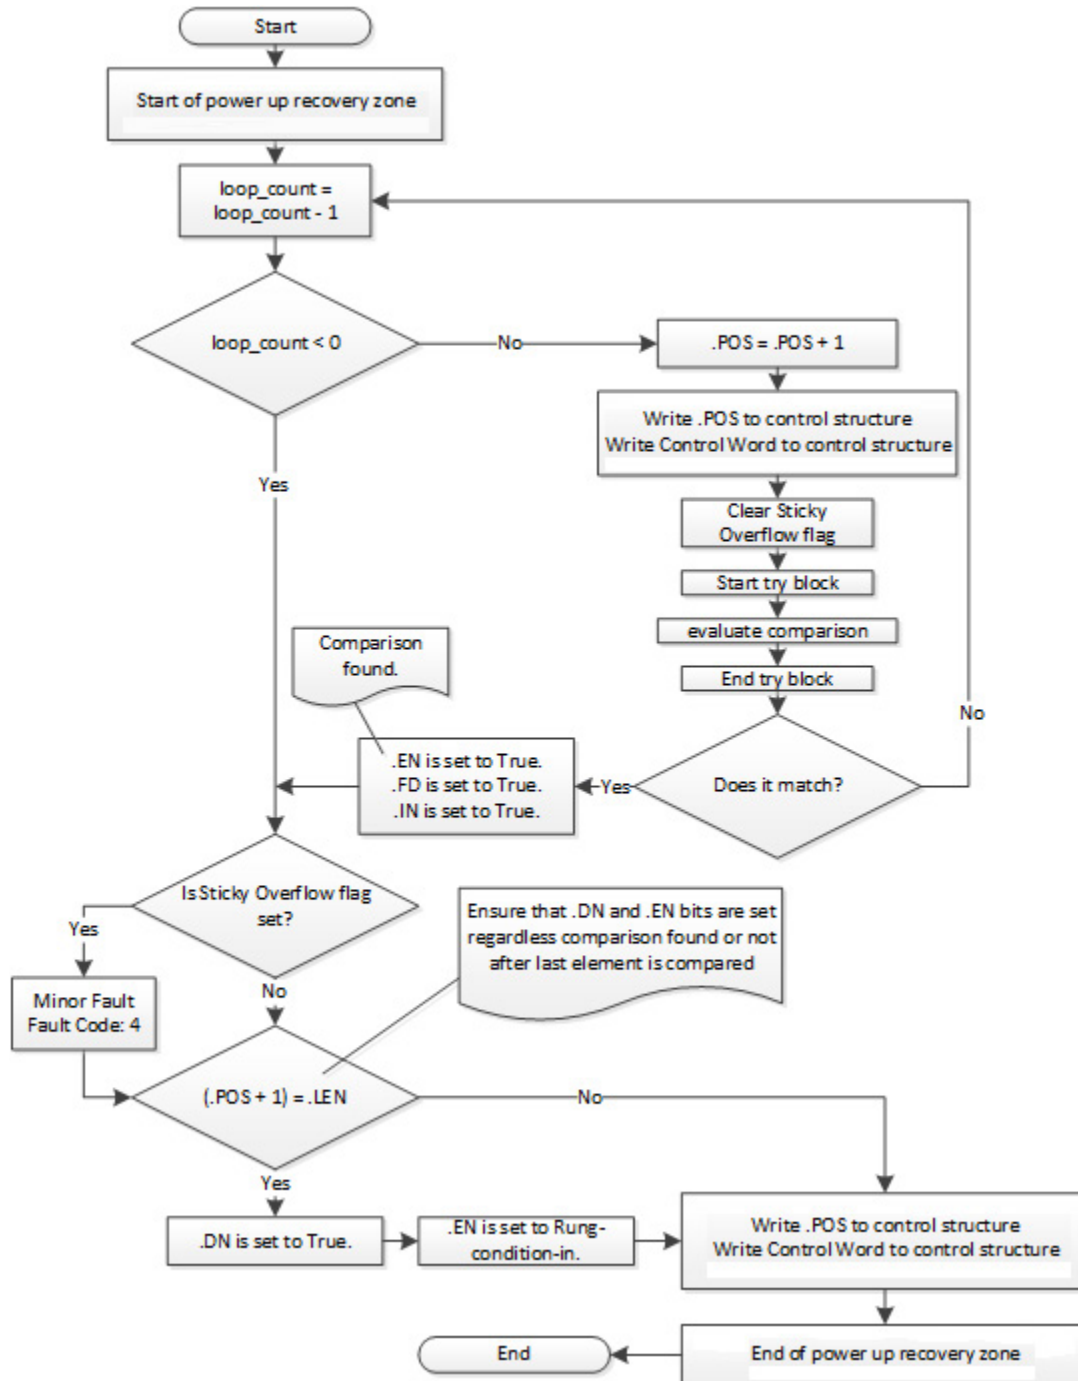 Start
Start of power up recovery zone
loop_count =
loop_count - 1
loop_count < 0
No
.POS = .POS + 1
Write .POS to control structure
Write Control Word to control structure
Yes
Clear Sticky
Overflow flag
Start try block
evaluate comparison
End try block
Comparison
found.
No
.EN is set to True.
.FD is set to True.
.IN is set to True.
Yes
Does it match?
Is Sticky Overflow flag
set?
Yes
Ensure that .DN and .EN bits are set
regardless comparison found or not
after last element is compared
Minor Fault
Fault Code: 4
No
(.POS + 1) = .LEN
No
Yes
.DN is set to True.
.EN is set to Rung-
condition-in.
Write .POS to control structure
Write Control Word to control structure
End
End of power up recovery zone